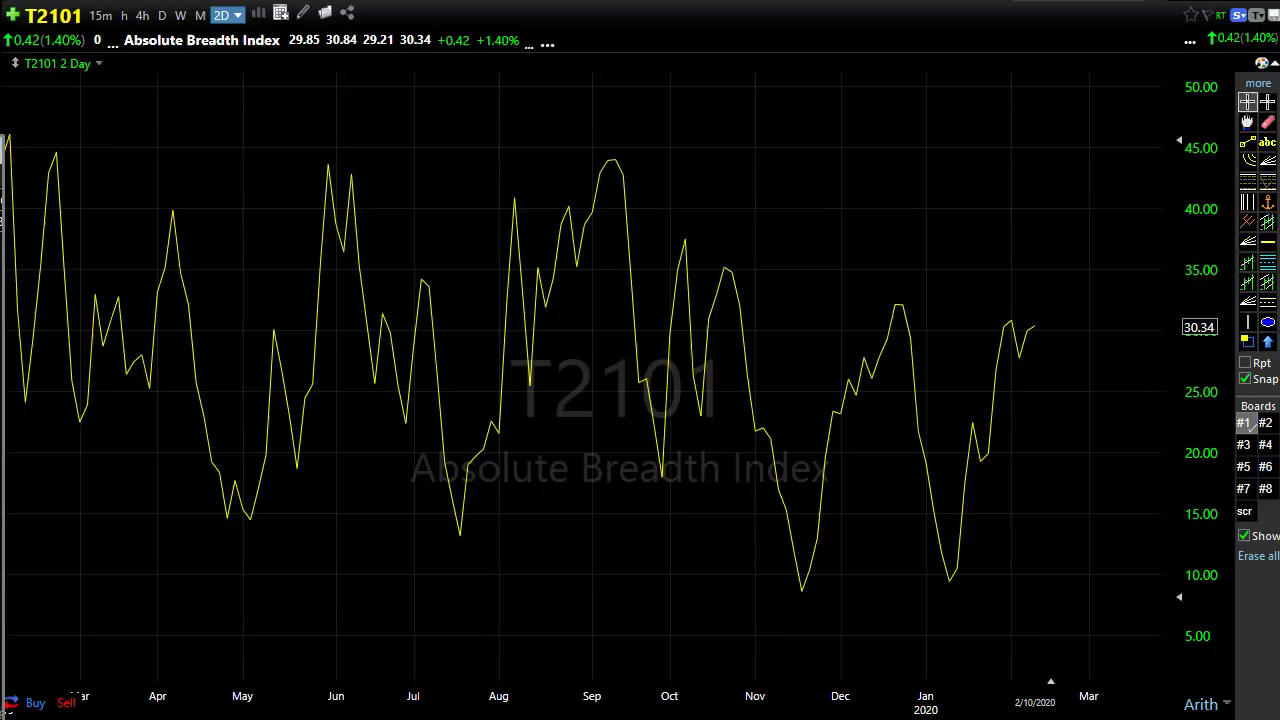 T2101 15m h 4h D W M 2D RT S T
0.42(1.40%) 0 ... Absolute Breadth Index 29.85 30.84 29.21 30.34 +0.42 +1.40% ... ... ... 0.42(1.40%)
T2101 2 Day
more
50.00
45.00
abc
40.00
35.00
30.34
25.00
20.00
15.00
10.00
5.00
T2101
Absolute Breadth Index
Rpt
Snap
Boards
#1 #2
#3 #4
#5 #6
#7 #8
scr
Show
Erase all
Apr May Jun Jul Aug Sep Oct Nov Dec Jan Mar
2020 2/10/2020
Buy Sell
Arith